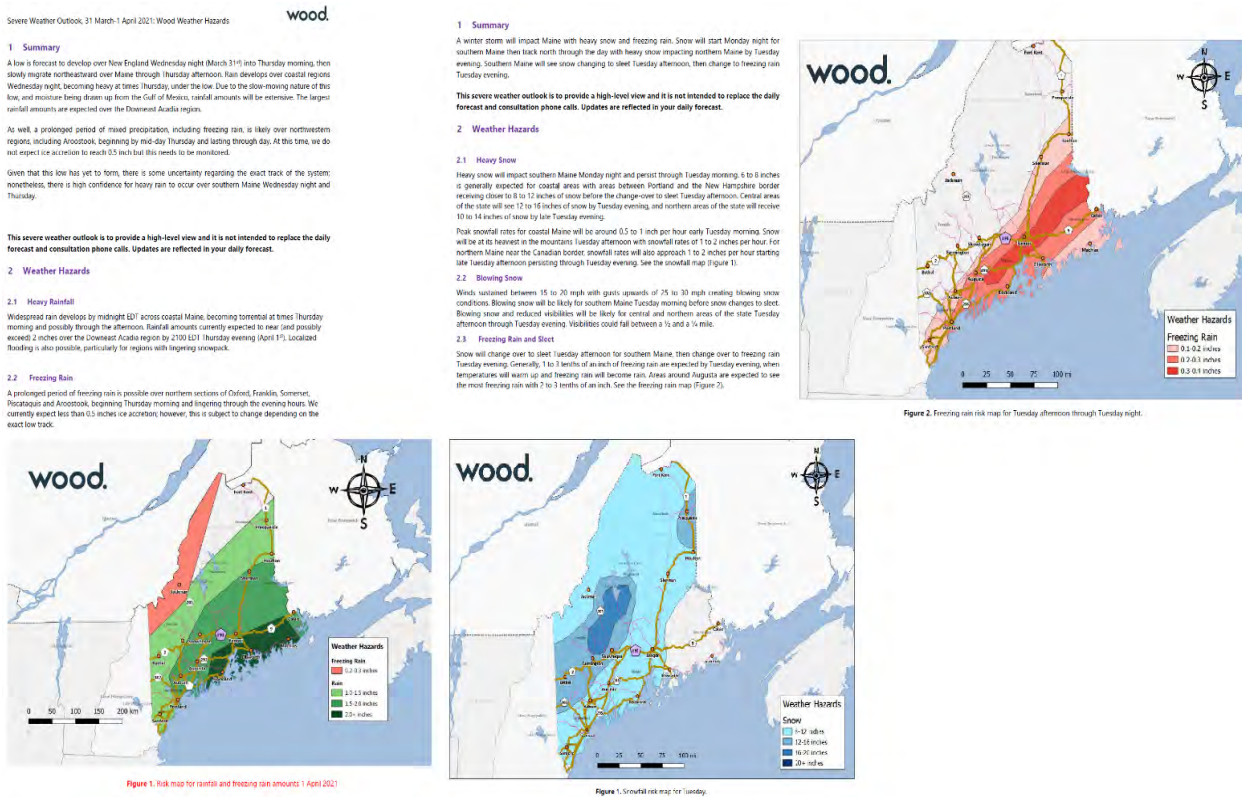 Severe Weather Outlook, 31 March-1 April 2021: Wood Weather Hazards
wood.
1 Summary
A low is forecast to develop over New England Wednesday night (March 31st) into Thursday morning, then
slowly migrate northeastward over Maine through Thursday afternoon. Rain develops over coastal regions
Wednesday night, becoming heavy at times Thursday, under the low. Due to the slow-moving nature of this
low, and moisture being drawn up from the Gulf of Mexico, rainfall amounts will be extensive. The largest
rainfall amounts are expected over the Downeast Acadia region.
As well, a prolonged period of mixed precipitation, including freezing rain, is likely over northwestern
regions, including Aroostook, beginning by mid-day Thursday and lasting through day. At this time, we do
not expect ice accretion to reach 0.5 inch but this needs to be monitored.
Given that this low has yet to form, there is some uncertainty regarding the exact track of the system;
nonetheless, there is high confidence for heavy rain to occur over southern Maine Wednesday night and
Thursday.
This severe weather outlook is to provide a high-level view and it is not intended to replace the daily
forecast and consultation phone calls. Updates are reflected in your daily forecast.
2 Weather Hazards
2.1 Heavy Rainfall
Widespread rain develops by midnight EDT across coastal Maine, becoming torrential at times Thursday
morning and possibly through the afternoon. Rainfall amounts currently expected to near (and possibly
exceed) 2 inches over the Downeast Acadia region by 2100 EDT Thursday evening (April 1st). Localized
flooding is also possible, particularly for regions with lingering snowpack.
2.2 Freezing Rain
A prolonged period of freezing rain is possible over northern sections of Oxford, Franklin, Somerset,
Piscataquis and Aroostook, beginning Thursday morning and lingering through the evening hours. We
currently expect less than 0.5 inches ice accretion; however, this is subject to change depending on the
exact low track.
wood.
N
W
E
S
Weather Hazards
Freezing Rain
0.2-0.3 inches
Rain
1.0-1.5 inches
1.5-2.0 inches
2.0+ inches
0 50 100 150 200 km
Figure 1. Risk map for rainfall and freezing rain amounts 1 April 2021
1 Summary
A winter storm will impact Maine with heavy snow and freezing rain. Snow will start Monday night for
southern Maine then track north through the day with heavy snow impacting northern Maine by Tuesday
evening. Southern Maine will see snow changing to sleet Tuesday afternoon, then change to freezing rain
Tuesday evening.
This severe weather outlook is to provide a high-level view and it is not intended to replace the daily
forecast and consultation phone calls. Updates are reflected in your daily forecast.
2 Weather Hazards
2.1 Heavy Snow
Heavy snow will impact southern Maine Monday night and persist through Tuesday morning. 6 to 8 inches
is generally expected for coastal areas with areas between Portland and the New Hampshire border
receiving closer to 8 to 12 inches of snow before the change-over to sleet Tuesday afternoon. Central
areas of the state will see 12 to 16 inches of snow by Tuesday evening, and northern areas of the state will receive
10 to 14 inches of snow by late Tuesday evening.
Peak snowfall rates for coastal Maine will be around 0.5 to 1 inch per hour early Tuesday morning. Snow
will be at its heaviest in the mountains Tuesday afternoon with snowfall rates of 1 to 2 inches per hour. For
northern Maine near the Canadian border, snowfall rates will also approach 1 to 2 inches per hour starting
late Tuesday afternoon persisting through Tuesday evening. See the snowfall map (Figure 1).
2.2 Blowing Snow
Winds sustained between 15 to 20 mph with gusts upwards of 25 to 30 mph creating blowing snow
conditions. Blowing snow will be likely for southern Maine Tuesday morning before snow changes to sleet.
Blowing snow and reduced visibilities will be likely for central and northern areas of the state Tuesday
afternoon through Tuesday evening. Visibilities could fall between a ½ and a ¼ mile.
2.3 Freezing Rain and Sleet
Snow will change over to sleet Tuesday afternoon for southern Maine, then change over to freezing rain
Tuesday evening. Generally, 1 to 3 tenths of an inch of freezing rain are expected by Tuesday evening, when
temperatures will warm up and freezing rain will become rain. Areas around Augusta are expected to see
the most freezing rain with 2 to 3 tenths of an inch. See the freezing rain map (Figure 2).
wood.
N
W
E
S
Weather Hazards
Snow
6-12 inches
12-16 inches
16-20 inches
20+ inches
0 25 50 75 100 mi
Figure 1. Snowfall risk map for Tuesday.
wood.
N
W
E
S
Weather Hazards
Freezing Rain
0.1-0.2 inches
0.2-0.3 inches
0.3-0.4 inches
0 25 50 75 100 mi
Figure 2. Freezing rain risk map for Tuesday afternoon through Tuesday night.